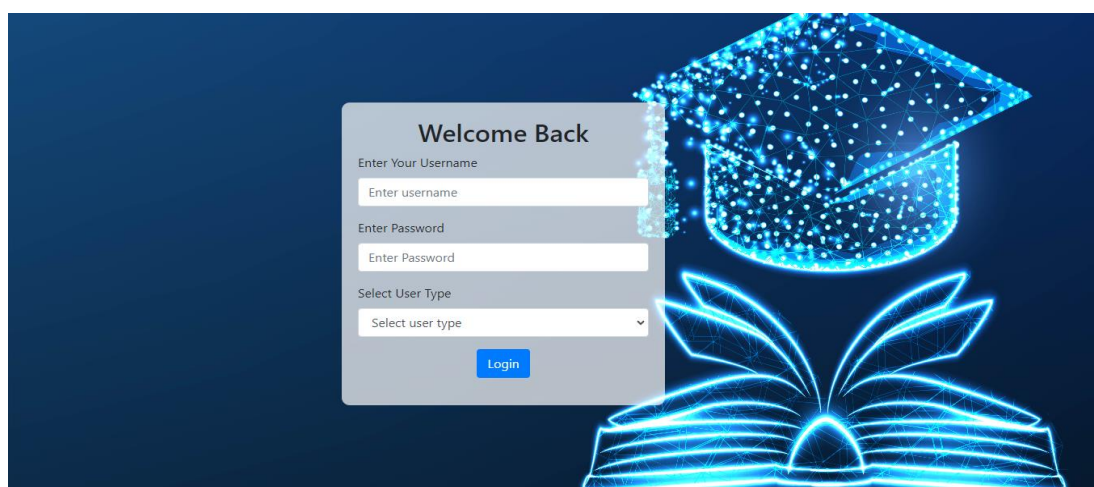 Welcome Back
Enter Your Username
Enter username
Enter Password
Enter Password
Select User Type
Select user type
Login